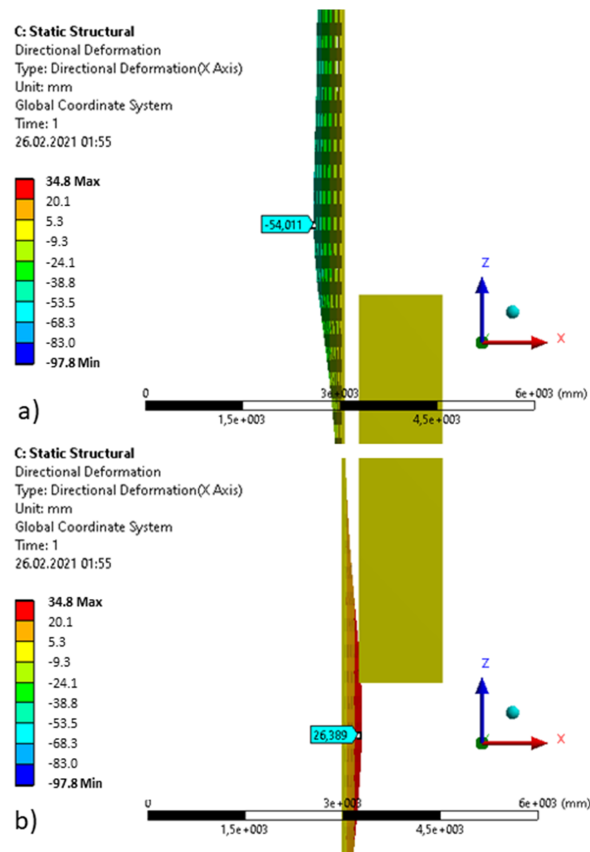 C: Static Structural
Directional Deformation
Type: Directional Deformation(X Axis)
Unit: mm
Global Coordinate System
Time: 1
26.02.2021 01:55
34.8 Max
20.1
5.3
-9.3
-24.1
-38.8
-53.5
-68.3
-83.0
-97.8 Min
-54,011
Z
X
0
3e+003
6e+003 (mm)
1,5e+003
4,5e+003
a)
C: Static Structural
Directional Deformation
Type: Directional Deformation(X Axis)
Unit: mm
Global Coordinate System
Time: 1
26.02.2021 01:55
34.8 Max
20.1
5.3
-9.3
-24.1
-38.8
-53.5
-68.3
-83.0
-97.8 Min
26,389
Z
X
0
3e+003
6e+003 (mm)
1,5e+003
4,5e+003
b)